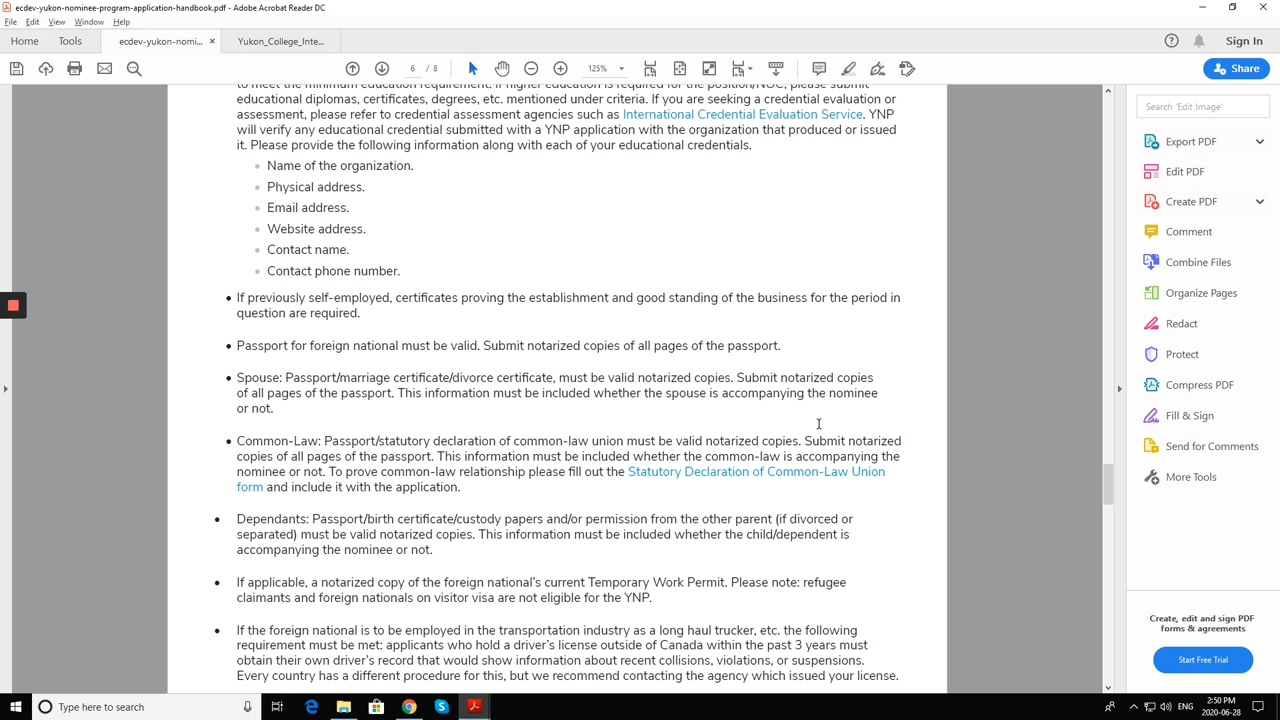 ecdev-yukon-nominee-program-application-handbook.pdf - Adobe Acrobat Reader DC
File Edit View Window Help
Home Tools ecdev-yukon-nomi... × Yukon_College_Inte... Sign In
6 / 8 125% Share
to meet the minimum education requirement. If higher education is required for the position/NOC, please submit
educational diplomas, certificates, degrees, etc. mentioned under criteria. If you are seeking a credential evaluation or
assessment, please refer to credential assessment agencies such as International Credential Evaluation Service. YNP
will verify any educational credential submitted with a YNP application with the organization that produced or issued
it. Please provide the following information along with each of your educational credentials.
• Name of the organization.
• Physical address.
• Email address.
• Website address.
• Contact name.
• Contact phone number.
• If previously self-employed, certificates proving the establishment and good standing of the business for the period in
question are required.
• Passport for foreign national must be valid. Submit notarized copies of all pages of the passport.
• Spouse: Passport/marriage certificate/divorce certificate, must be valid notarized copies. Submit notarized copies
of all pages of the passport. This information must be included whether the spouse is accompanying the nominee
or not.
• Common-Law: Passport/statutory declaration of common-law union must be valid notarized copies. Submit notarized
copies of all pages of the passport. This information must be included whether the common-law is accompanying the
nominee or not. To prove common-law relationship please fill out the Statutory Declaration of Common-Law Union
form and include it with the application.
• Dependants: Passport/birth certificate/custody papers and/or permission from the other parent (if divorced or
separated) must be valid notarized copies. This information must be included whether the child/dependent is
accompanying the nominee or not.
• If applicable, a notarized copy of the foreign national's current Temporary Work Permit. Please note: refugee
claimants and foreign nationals on visitor visa are not eligible for the YNP.
• If the foreign national is to be employed in the transportation industry as a long haul trucker, etc. the following
requirement must be met: applicants who hold a driver's license outside of Canada within the past 3 years must
obtain their own driver's record that would show information about recent collisions, violations, or suspensions.
Every country has a different procedure for this, but we recommend contacting the agency which issued your license.
Search 'Edit Image'
Export PDF
Edit PDF
Create PDF
Comment
Combine Files
Organize Pages
Redact
Protect
Compress PDF
Fill & Sign
Send for Comments
More Tools
Create, edit and sign PDF
forms & agreements
Start Free Trial
Type here to search
ENG
2:50 PM
2020-06-28